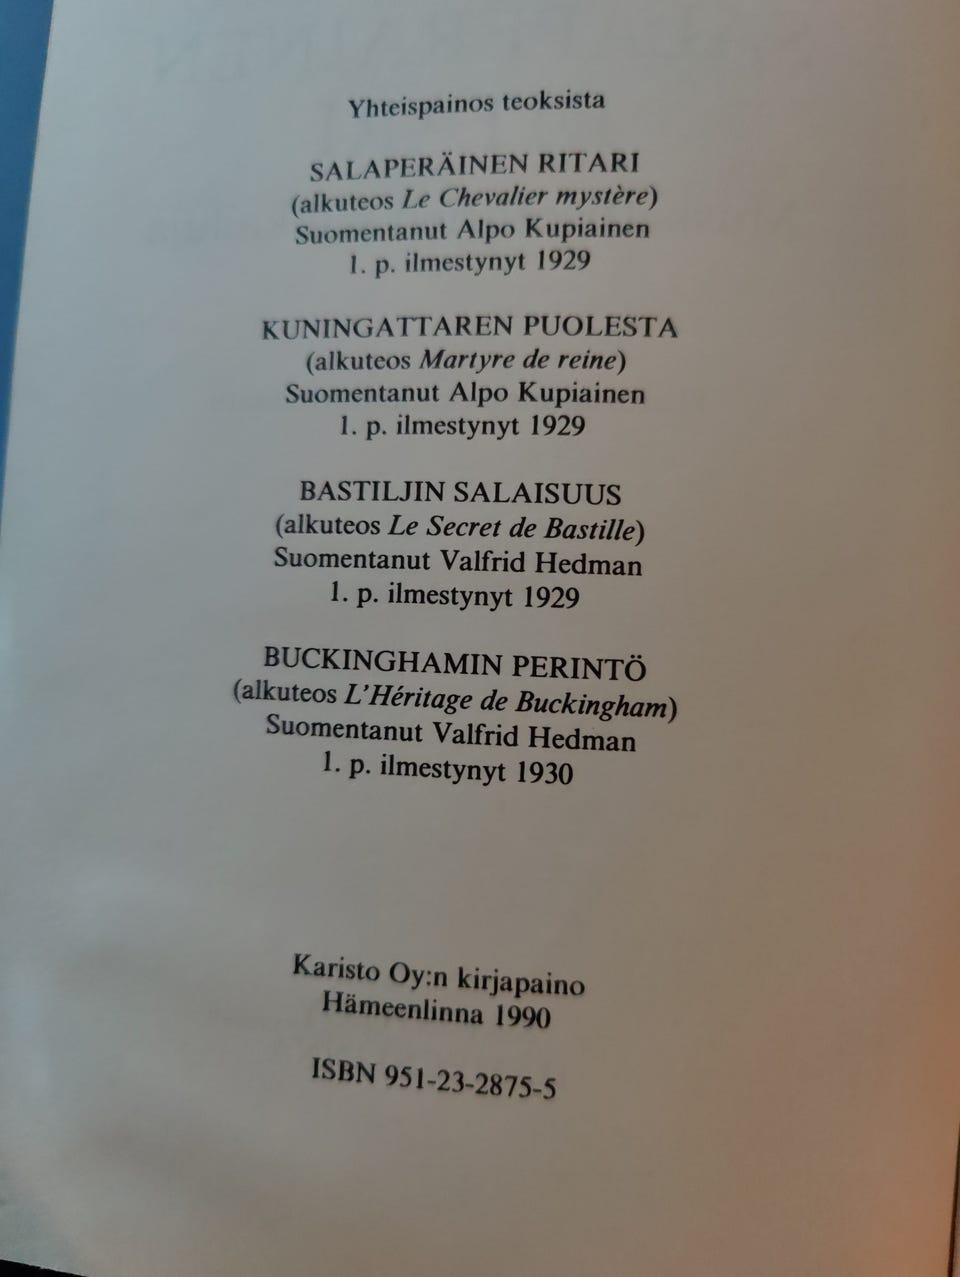 Yhteispainos teoksista
SALAPERÄINEN RITARI
(alkuteos Le Chevalier mystère)
Suomentanut Alpo Kupiainen
1. p. ilmestynyt 1929
KUNINGATTAREN PUOLESTA
(alkuteos Martyre de reine)
Suomentanut Alpo Kupiainen
1. p. ilmestynyt 1929
BASTILJIN SALAISUUS
(alkuteos Le Secret de Bastille)
Suomentanut Valfrid Hedman
1. p. ilmestynyt 1929
BUCKINGHAMIN PERINTÖ
(alkuteos L'Héritage de Buckingham)
Suomentanut Valfrid Hedman
1. p. ilmestynyt 1930
Karisto Oy:n kirjapaino
Hämeenlinna 1990
ISBN 951-23-2875-5